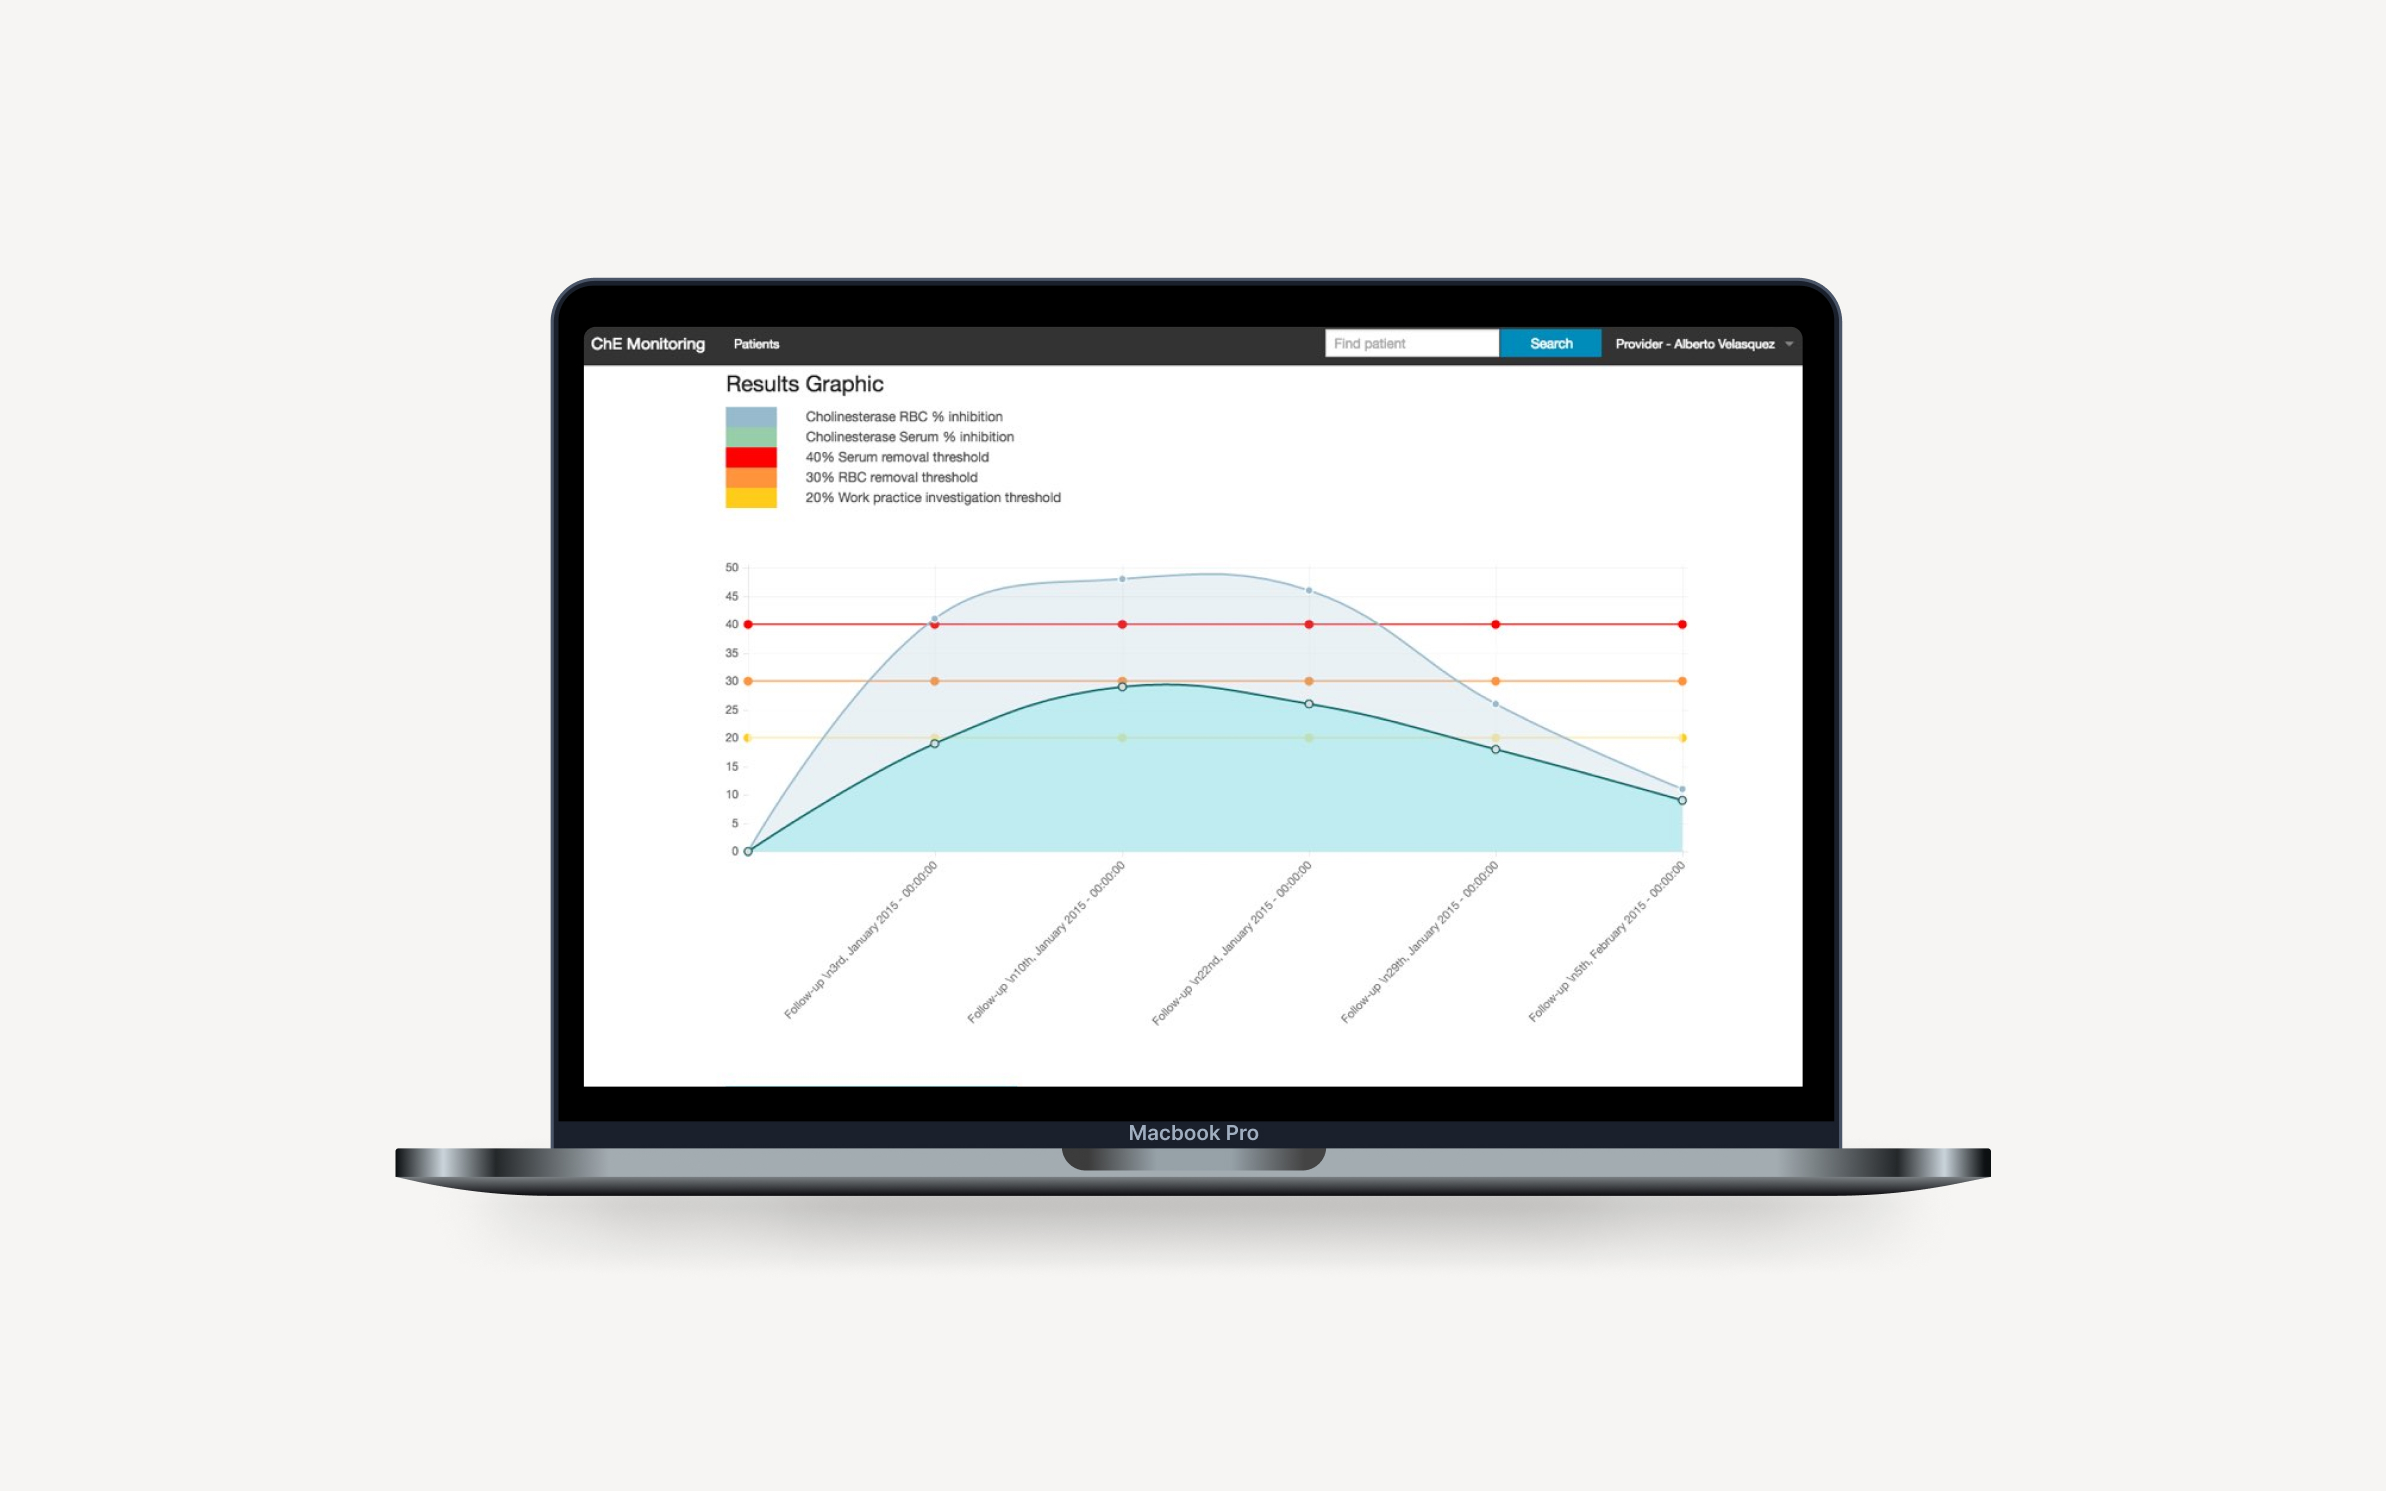 ChE Monitoring Patients Find patient Search Provider - Alberto Velasquez
Results Graphic
Cholinesterase RBC % inhibition
Cholinesterase Serum % inhibition
40% Serum removal threshold
30% RBC removal threshold
20% Work practice investigation threshold
50
45
40
35
30
25
20
15
10
5
0
Follow-up \n3rd, January 2015 - 00:00:00
Follow-up \n10th, January 2015 - 00:00:00
Follow-up \n22nd, January 2015 - 00:00:00
Follow-up \n29th, January 2015 - 00:00:00
Follow-up \n5th, February 2015 - 00:00:00
Macbook Pro